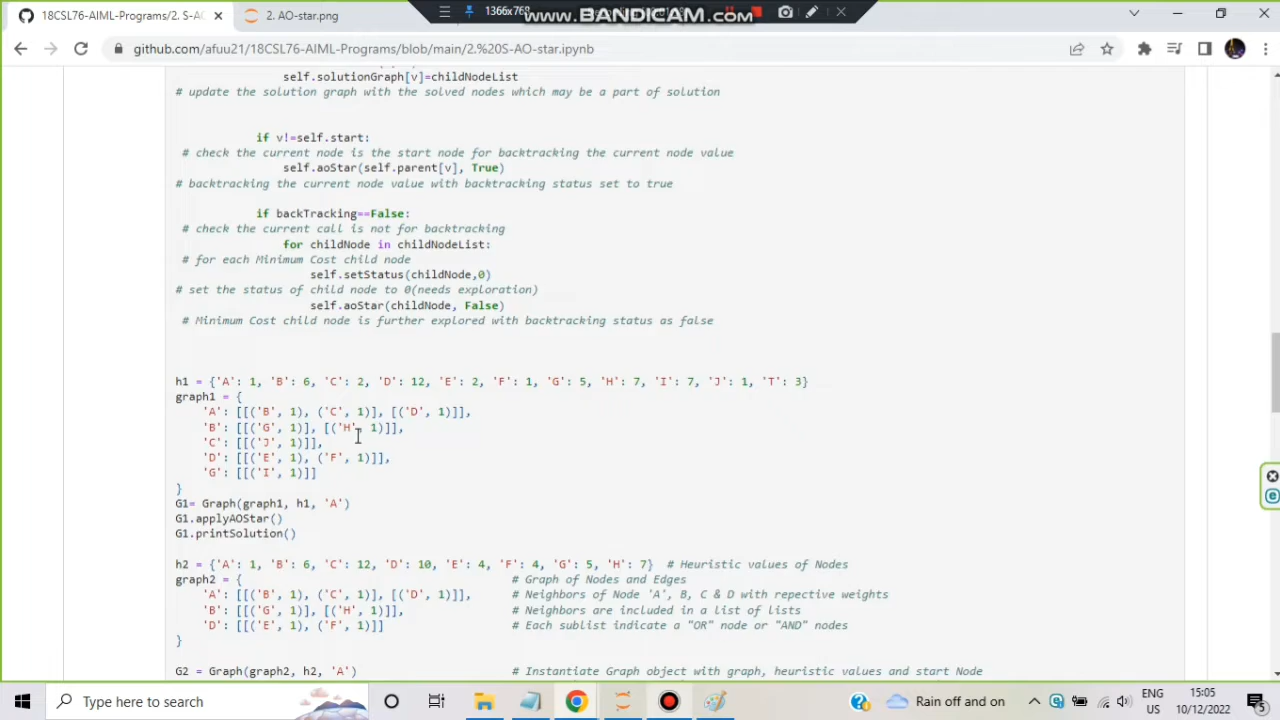 1366x768
www.BANDICAM.com
2. S-AO
2. AO-star.png
github.com/afuu21/18CSL76-AIML-Programs/blob/main/2.%20S-AO-star.ipynb
self.solutionGraph[v]=childNodeList
# update the solution graph with the solved nodes which may be a part of solution
if v!=self.start:
# check the current node is the start node for backtracking the current node value
self.aoStar(self.parent[v], True)
# backtracking the current node value with backtracking status set to true
if backTracking==False:
# check the current call is not for backtracking
for childNode in childNodeList:
# for each Minimum Cost child node
self.setStatus(childNode,0)
# set the status of child node to 0(needs exploration)
self.aoStar(childNode, False)
# Minimum Cost child node is further explored with backtracking status as false
h1 = {'A': 1, 'B': 6, 'C': 2, 'D': 12, 'E': 2, 'F': 1, 'G': 5, 'H': 7, 'I': 7, 'J': 1, 'T': 3}
graph1 = {
'A': [[('B', 1), ('C', 1)], [('D', 1)]],
'B': [[('G', 1)], [('H', 1)]],
'C': [[('J', 1)]],
'D': [[('E', 1), ('F', 1)]],
'G': [[('I', 1)]]
}
G1= Graph(graph1, h1, 'A')
G1.applyAOStar()
G1.printSolution()
h2 = {'A': 1, 'B': 6, 'C': 12, 'D': 10, 'E': 4, 'F': 4, 'G': 5, 'H': 7} # Heuristic values of Nodes
graph2 = { # Graph of Nodes and Edges
'A': [[('B', 1), ('C', 1)], [('D', 1)]], # Neighbors of Node 'A', B, C & D with repective weights
'B': [[('G', 1)], [('H', 1)]], # Neighbors are included in a list of lists
'D': [[('E', 1), ('F', 1)]] # Each sublist indicate a "OR" node or "AND" nodes
}
G2 = Graph(graph2, h2, 'A') # Instantiate Graph object with graph, heuristic values and start Node
Type here to search
Rain off and on
ENG
US
15:05
10/12/2022
5